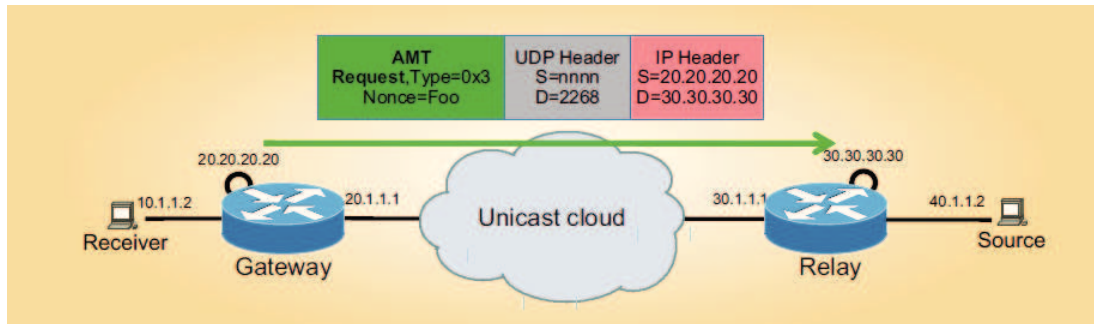 AMT
Request,Type=0x3
Nonce=Foo
UDP Header
S=nnnn
D=2268
IP Header
S=20.20.20.20
D=30.30.30.30
20.20.20.20
30.30.30.30
10.1.1.2
20.1.1.1
Unicast cloud
30.1.1.1
40.1.1.2
Receiver
Gateway
Relay
Source